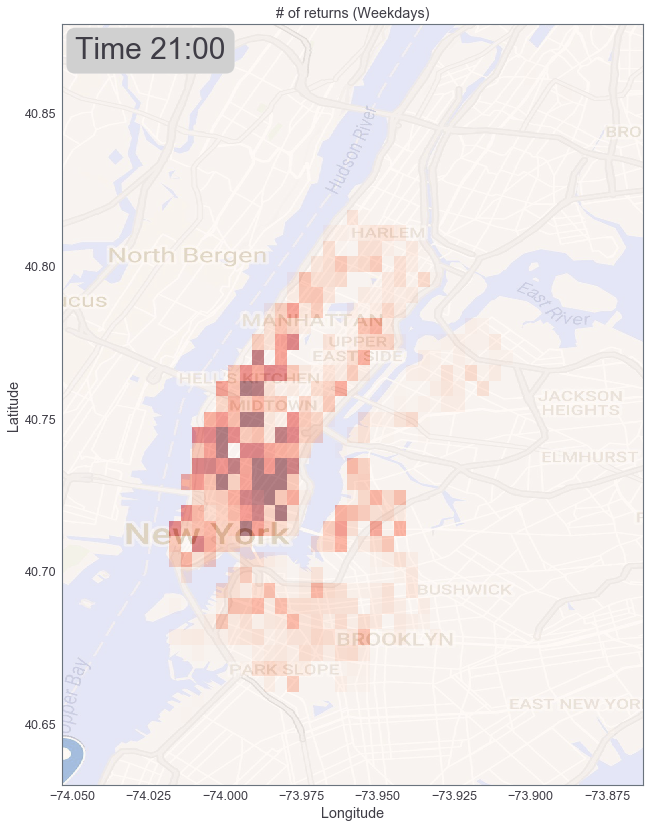 # of returns (Weekdays)
Time 21:00
40.85
BRO
Hudson River
HARLEM
North Bergen
40.80
East River
MANHATTAN
UPPER
EAST SIDE
HELL'S KITCHEN
MIDTOWN
JACKSON
HEIGHTS
40.75
Latitude
ELMHURST
New York
40.70
BUSHWICK
BROOKLYN
PARK SLOPE
EAST NEW YOR
40.65
−74.050 −74.025 −74.000 −73.975 −73.950 −73.925 −73.900 −73.875
Longitude